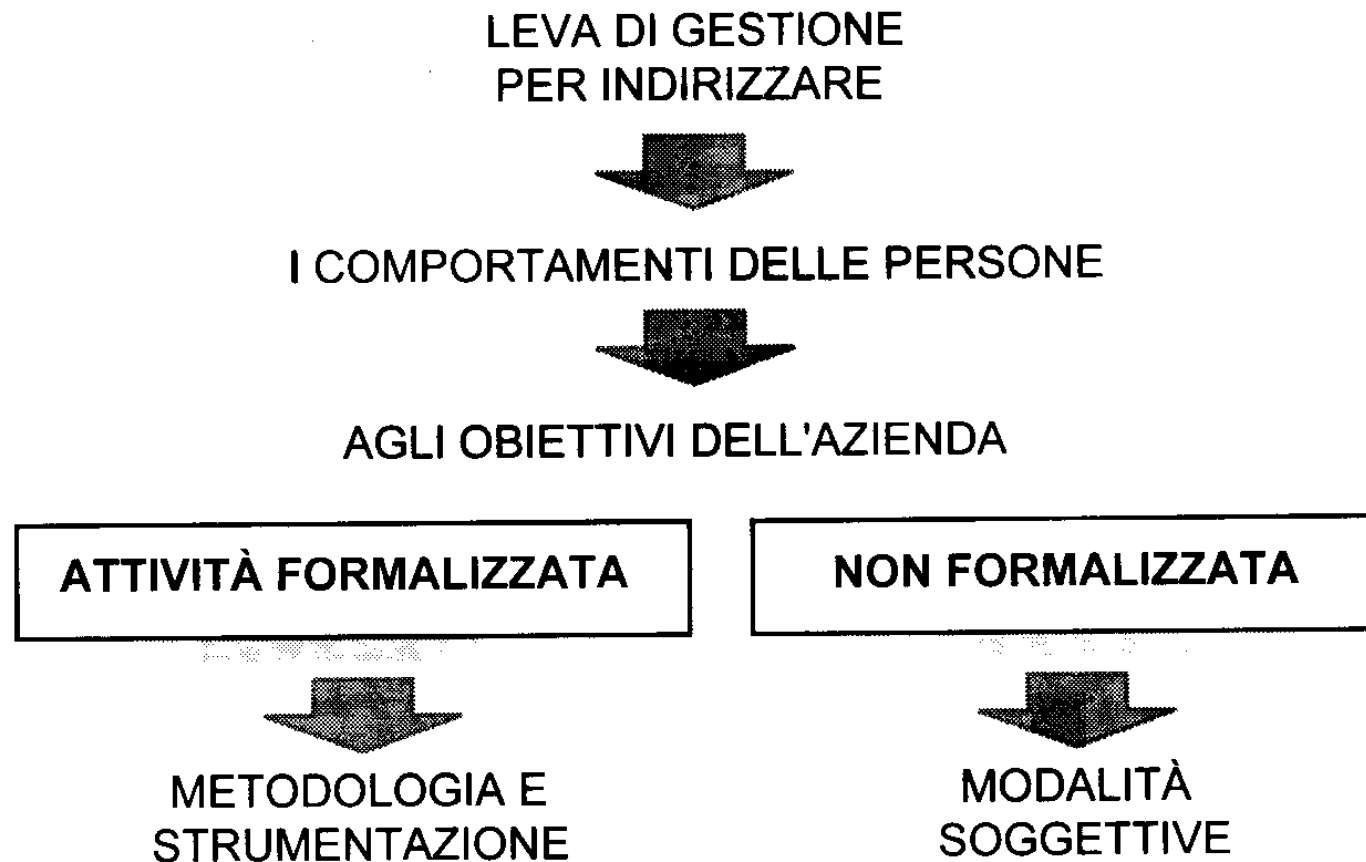 LEVA DI GESTIONE
PER INDIRIZZARE
I COMPORTAMENTI DELLE PERSONE
AGLI OBIETTIVI DELL'AZIENDA
ATTIVITÀ FORMALIZZATA
NON FORMALIZZATA
METODOLOGIA E
STRUMENTAZIONE
MODALITÀ
SOGGETTIVE